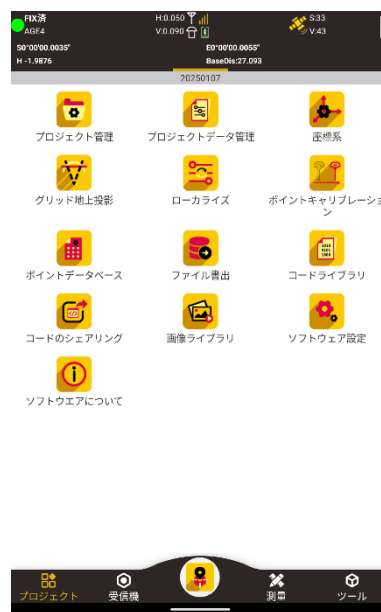 FIX済 H:0.050 S:33
AGE4 V:0.090 V:43
S0°00'00.0035" E0°00'00.0055"
H -1.9876 BaseDis:27.093
20250107
プロジェクト管理 プロジェクトデータ管理 座標系
グリッド地上投影 ローカライズ ポイントキャリブレーショ
ン
ポイントデータベース ファイル書出 コードライブラリ
コードのシェアリング 画像ライブラリ ソフトウェア設定
ソフトウエアについて
プロジェクト 受信機 測量 ツール